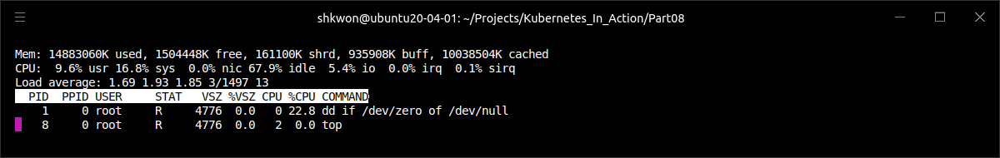 shkwon@ubuntu20-04-01: ~/Projects/Kubernetes_In_Action/Part08
Mem: 14883060K used, 1504448K free, 161100K shrd, 935908K buff, 10038504K cached
CPU:  9.6% usr 16.8% sys  0.0% nic 67.9% idle  5.4% io  0.0% irq  0.1% sirq
Load average: 1.69 1.93 1.85 3/1497 13
  PID  PPID USER     STAT   VSZ %VSZ CPU %CPU COMMAND
    1     0 root     R     4776  0.0   0 22.8 dd if /dev/zero of /dev/null
    8     0 root     R     4776  0.0   2  0.0 top